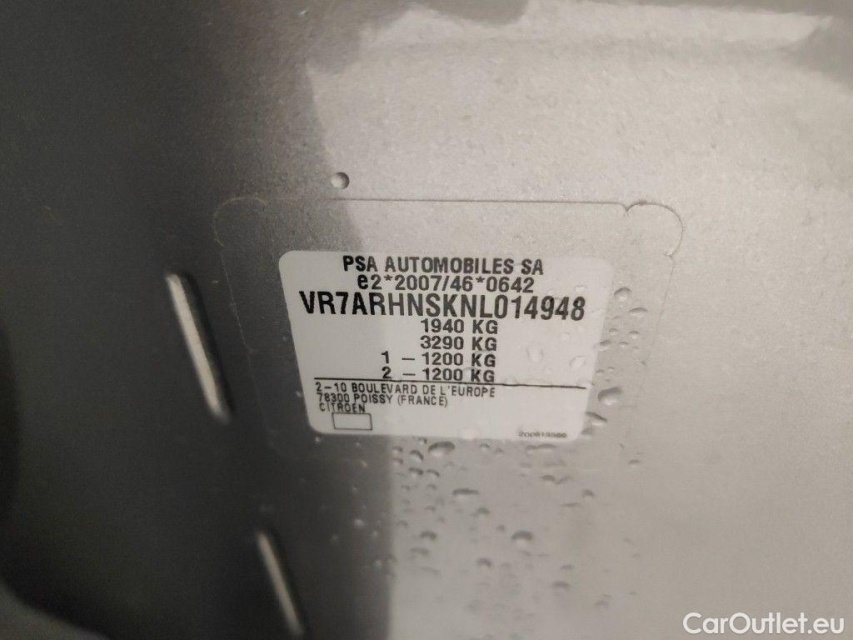 PSA AUTOMOBILES SA
e2*2007/46*0642
VR7ARHNSKNL014948
1940 KG
3290 KG
1 – 1200 KG
2 – 1200 KG
2-10 BOULEVARD DE L'EUROPE
78300 POISSY (FRANCE)
CITROEN
CarOutlet.eu